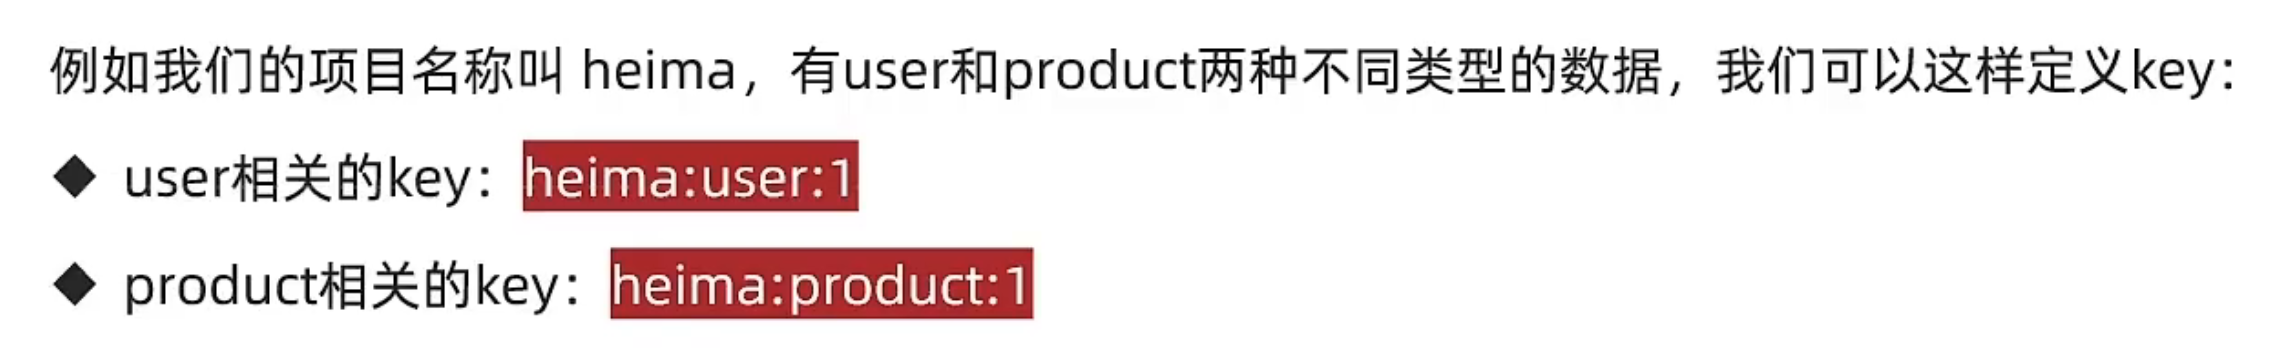 例如我们的项目名称叫 heima，有user和product两种不同类型的数据，我们可以这样定义key：
◆ user相关的key：heima:user:1
◆ product相关的key：heima:product:1